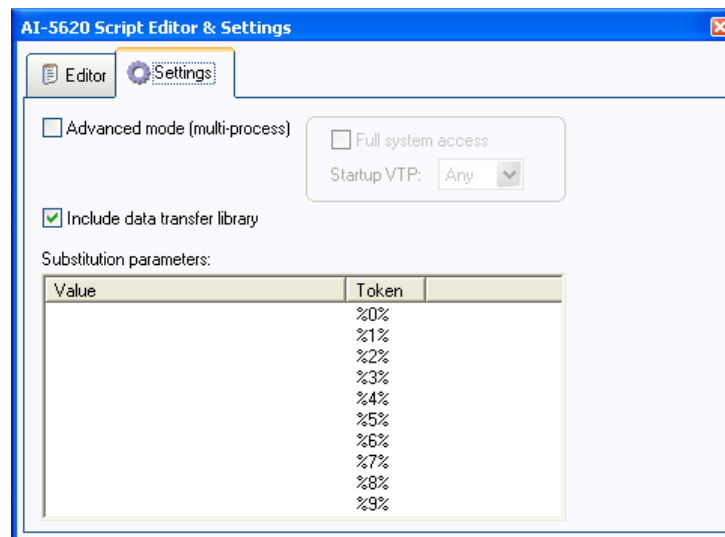 AI-5620 Script Editor & Settings
Editor
Settings
Advanced mode (multi-process)
Full system access
Startup VTP: Any
Include data transfer library
Substitution parameters:
Value Token
%0%
%1%
%2%
%3%
%4%
%5%
%6%
%7%
%8%
%9%